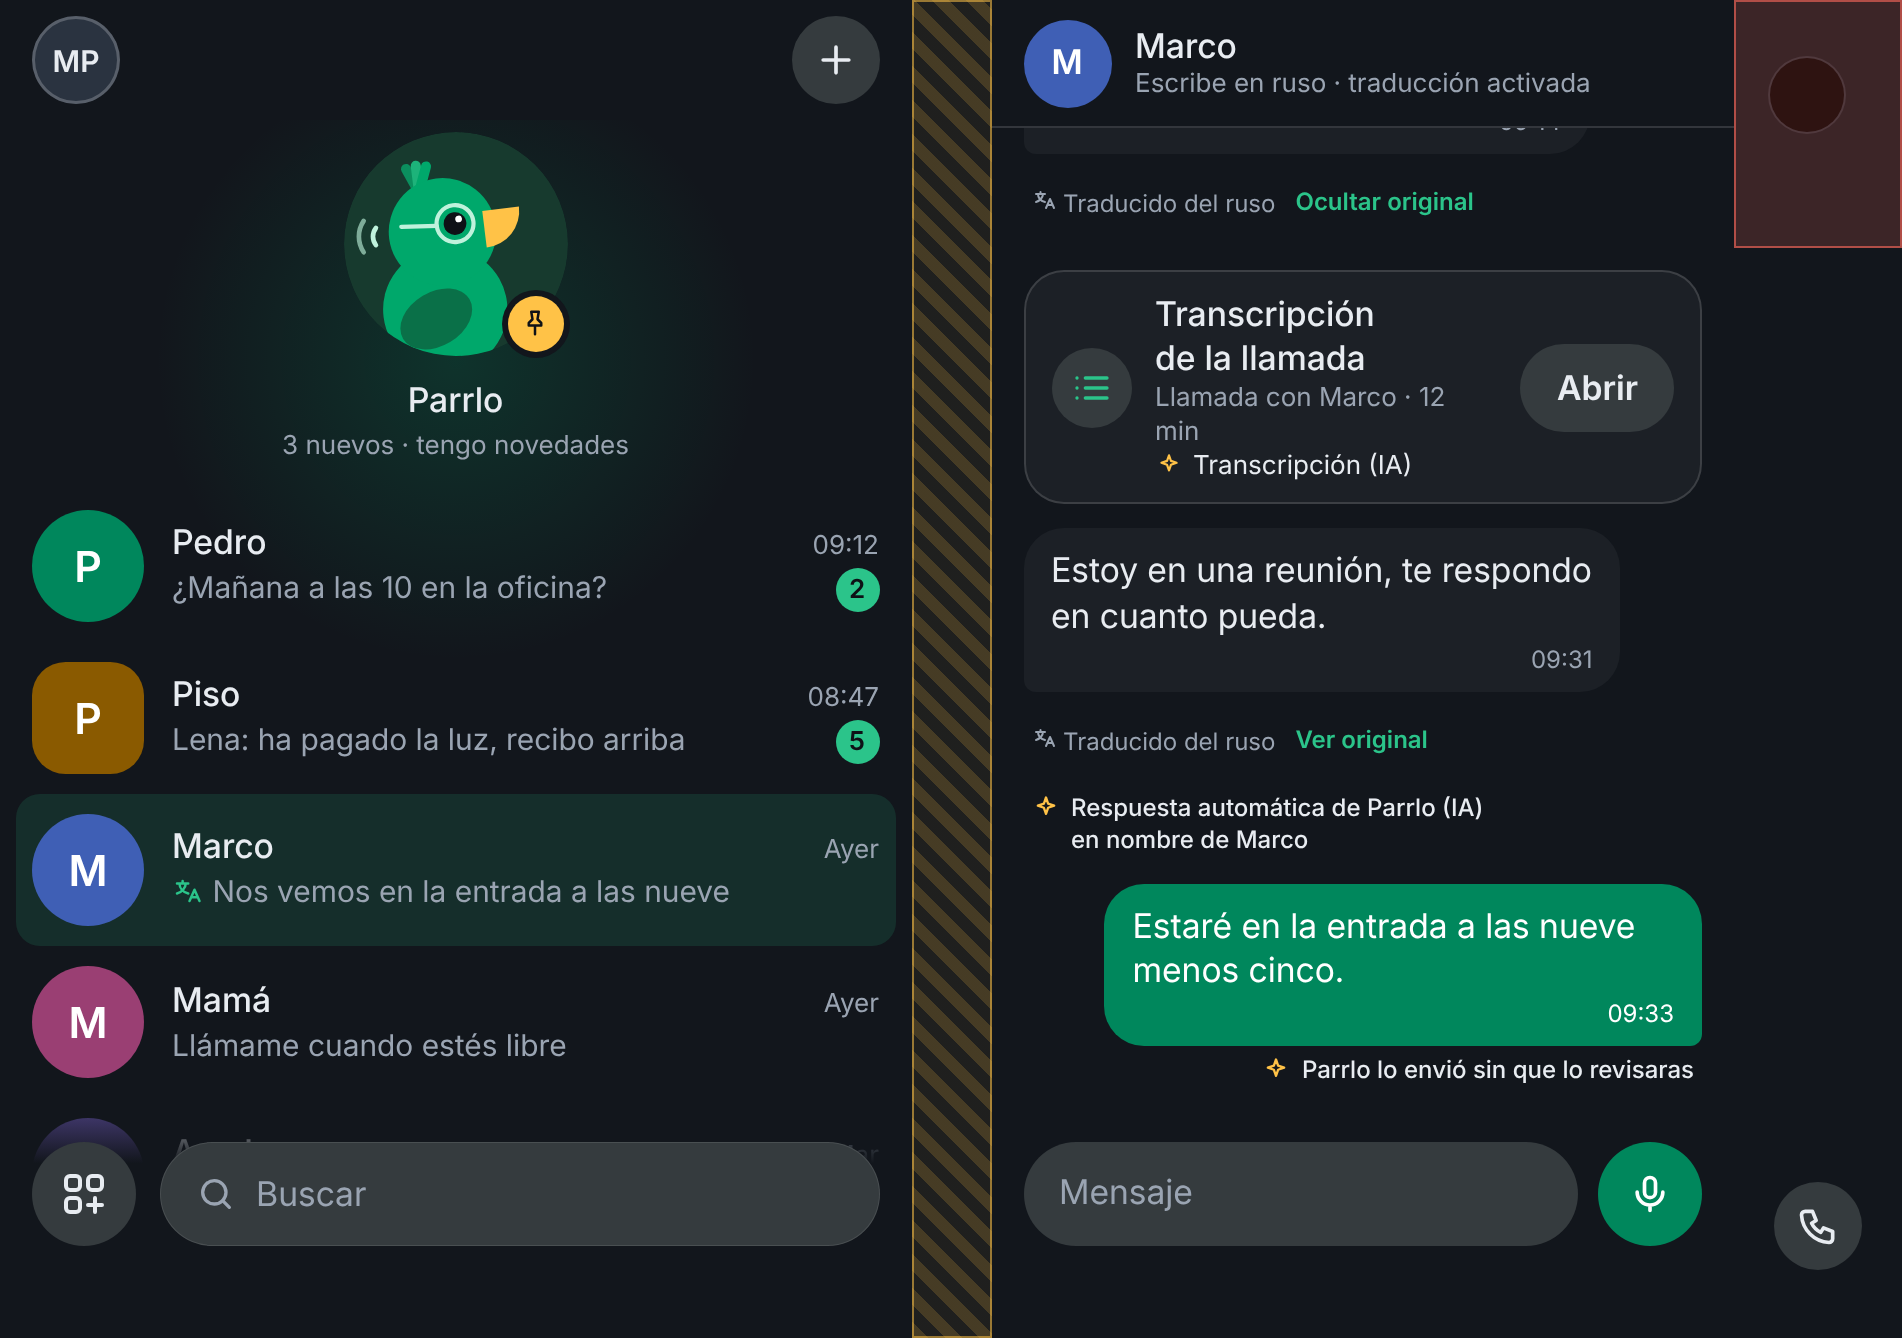 MP
Parrlo
3 nuevos · tengo novedades
P
Pedro
09:12
¿Mañana a las 10 en la oficina?
2
P
Piso
08:47
Lena: ha pagado la luz, recibo arriba
5
M
Marco
Ayer
Nos vemos en la entrada a las nueve
M
Mamá
Ayer
Llámame cuando estés libre
Buscar
M
Marco
Escribe en ruso · traducción activada
Traducido del ruso Ocultar original
Transcripción
de la llamada
Llamada con Marco · 12
min
Transcripción (IA)
Abrir
Estoy en una reunión, te respondo
en cuanto pueda.
09:31
Traducido del ruso Ver original
Respuesta automática de Parrlo (IA)
en nombre de Marco
Estaré en la entrada a las nueve
menos cinco.
09:33
Parrlo lo envió sin que lo revisaras
Mensaje